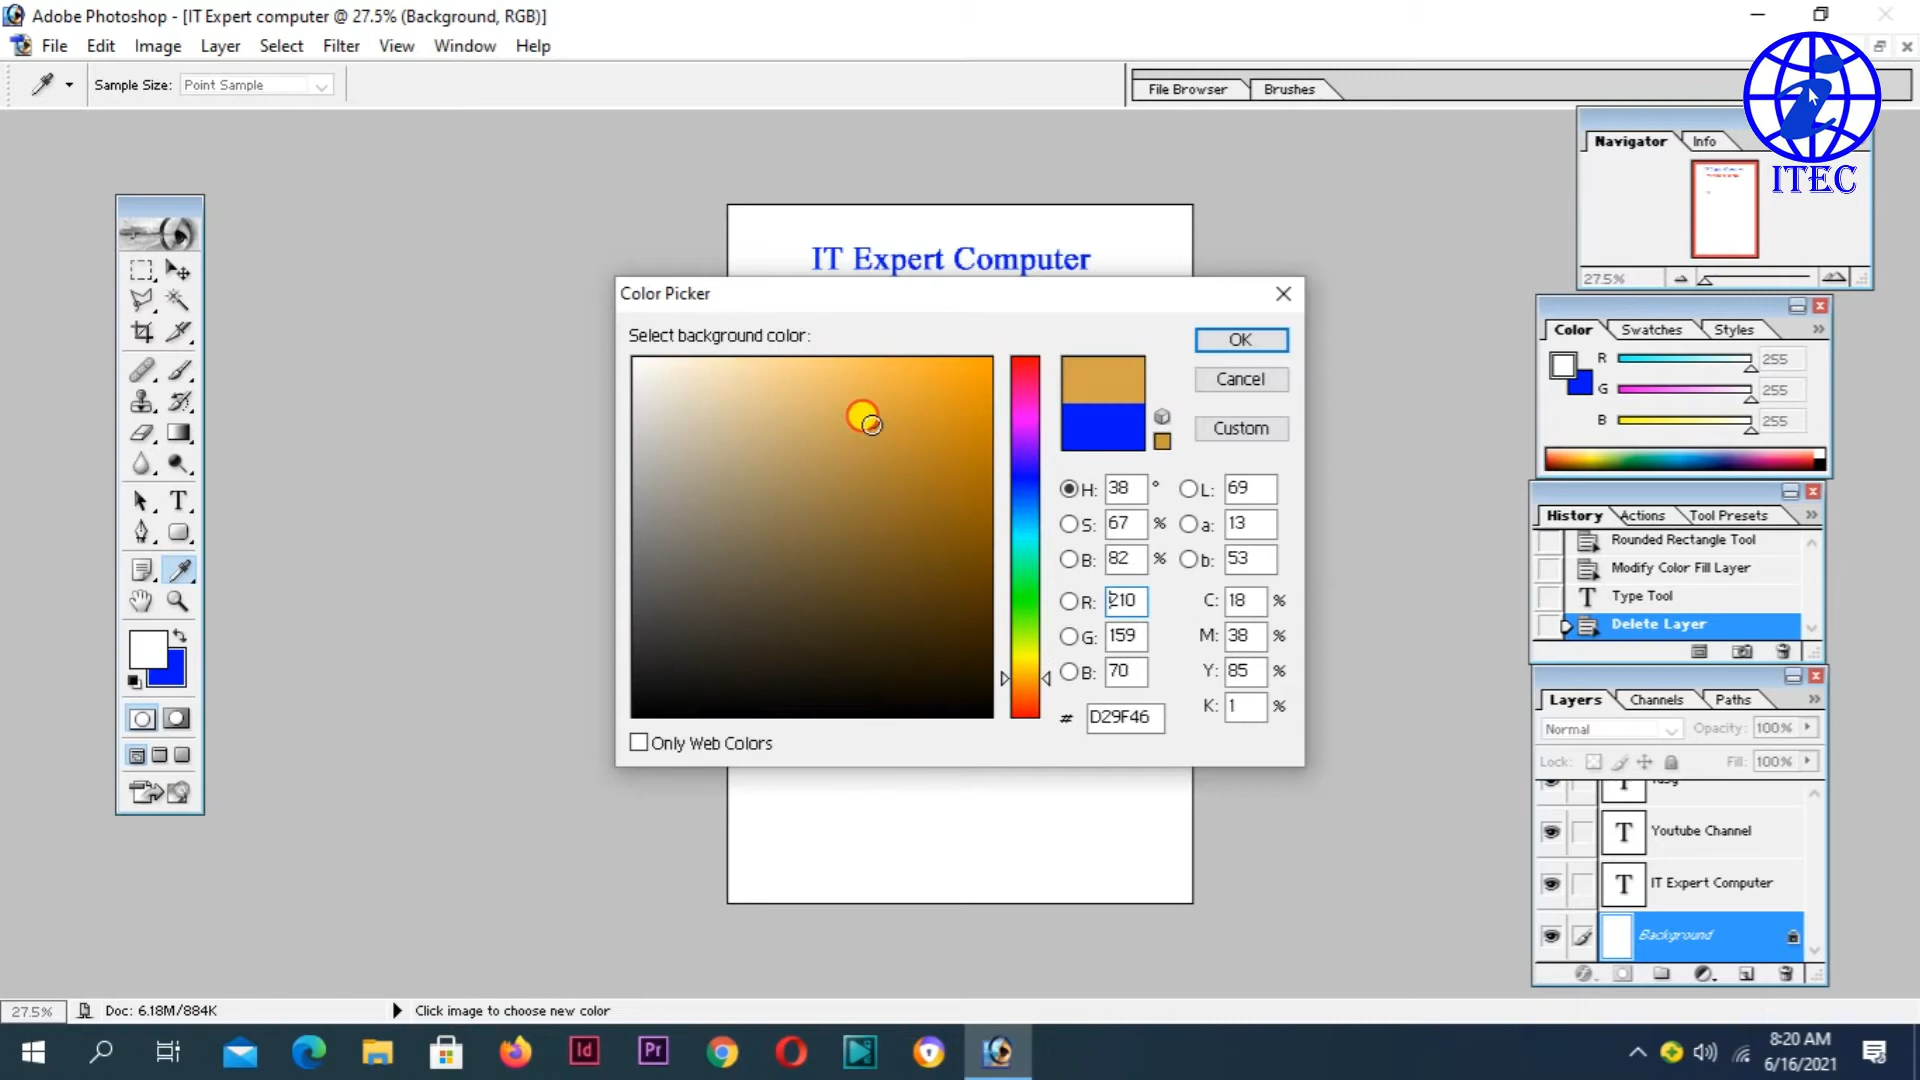 Adobe Photoshop - [IT Expert computer @ 27.5% (Background, RGB)]
File Edit Image Layer Select Filter View Window Help
Sample Size: Point Sample
File Browser Brushes
ITEC
Navigator Info
27.5%
IT Expert Computer
Color Picker
Select background color:
OK
Cancel
Custom
H: 38 ° L: 69
S: 67 % a: 13
B: 82 % b: 53
R: 210 C: 18 %
G: 159 M: 38 %
B: 70 Y: 85 %
# D29F46 K: 1 %
Only Web Colors
Color Swatches Styles
R 255
G 255
B 255
History Actions Tool Presets
Rounded Rectangle Tool
Modify Color Fill Layer
T Type Tool
Delete Layer
Layers Channels Paths
Normal Opacity: 100%
Lock: Fill: 100%
T Youtube Channel
T IT Expert Computer
Background
T
27.5% Doc: 6.18M/884K Click image to choose new color
Id Pr
8:20 AM
6/16/2021